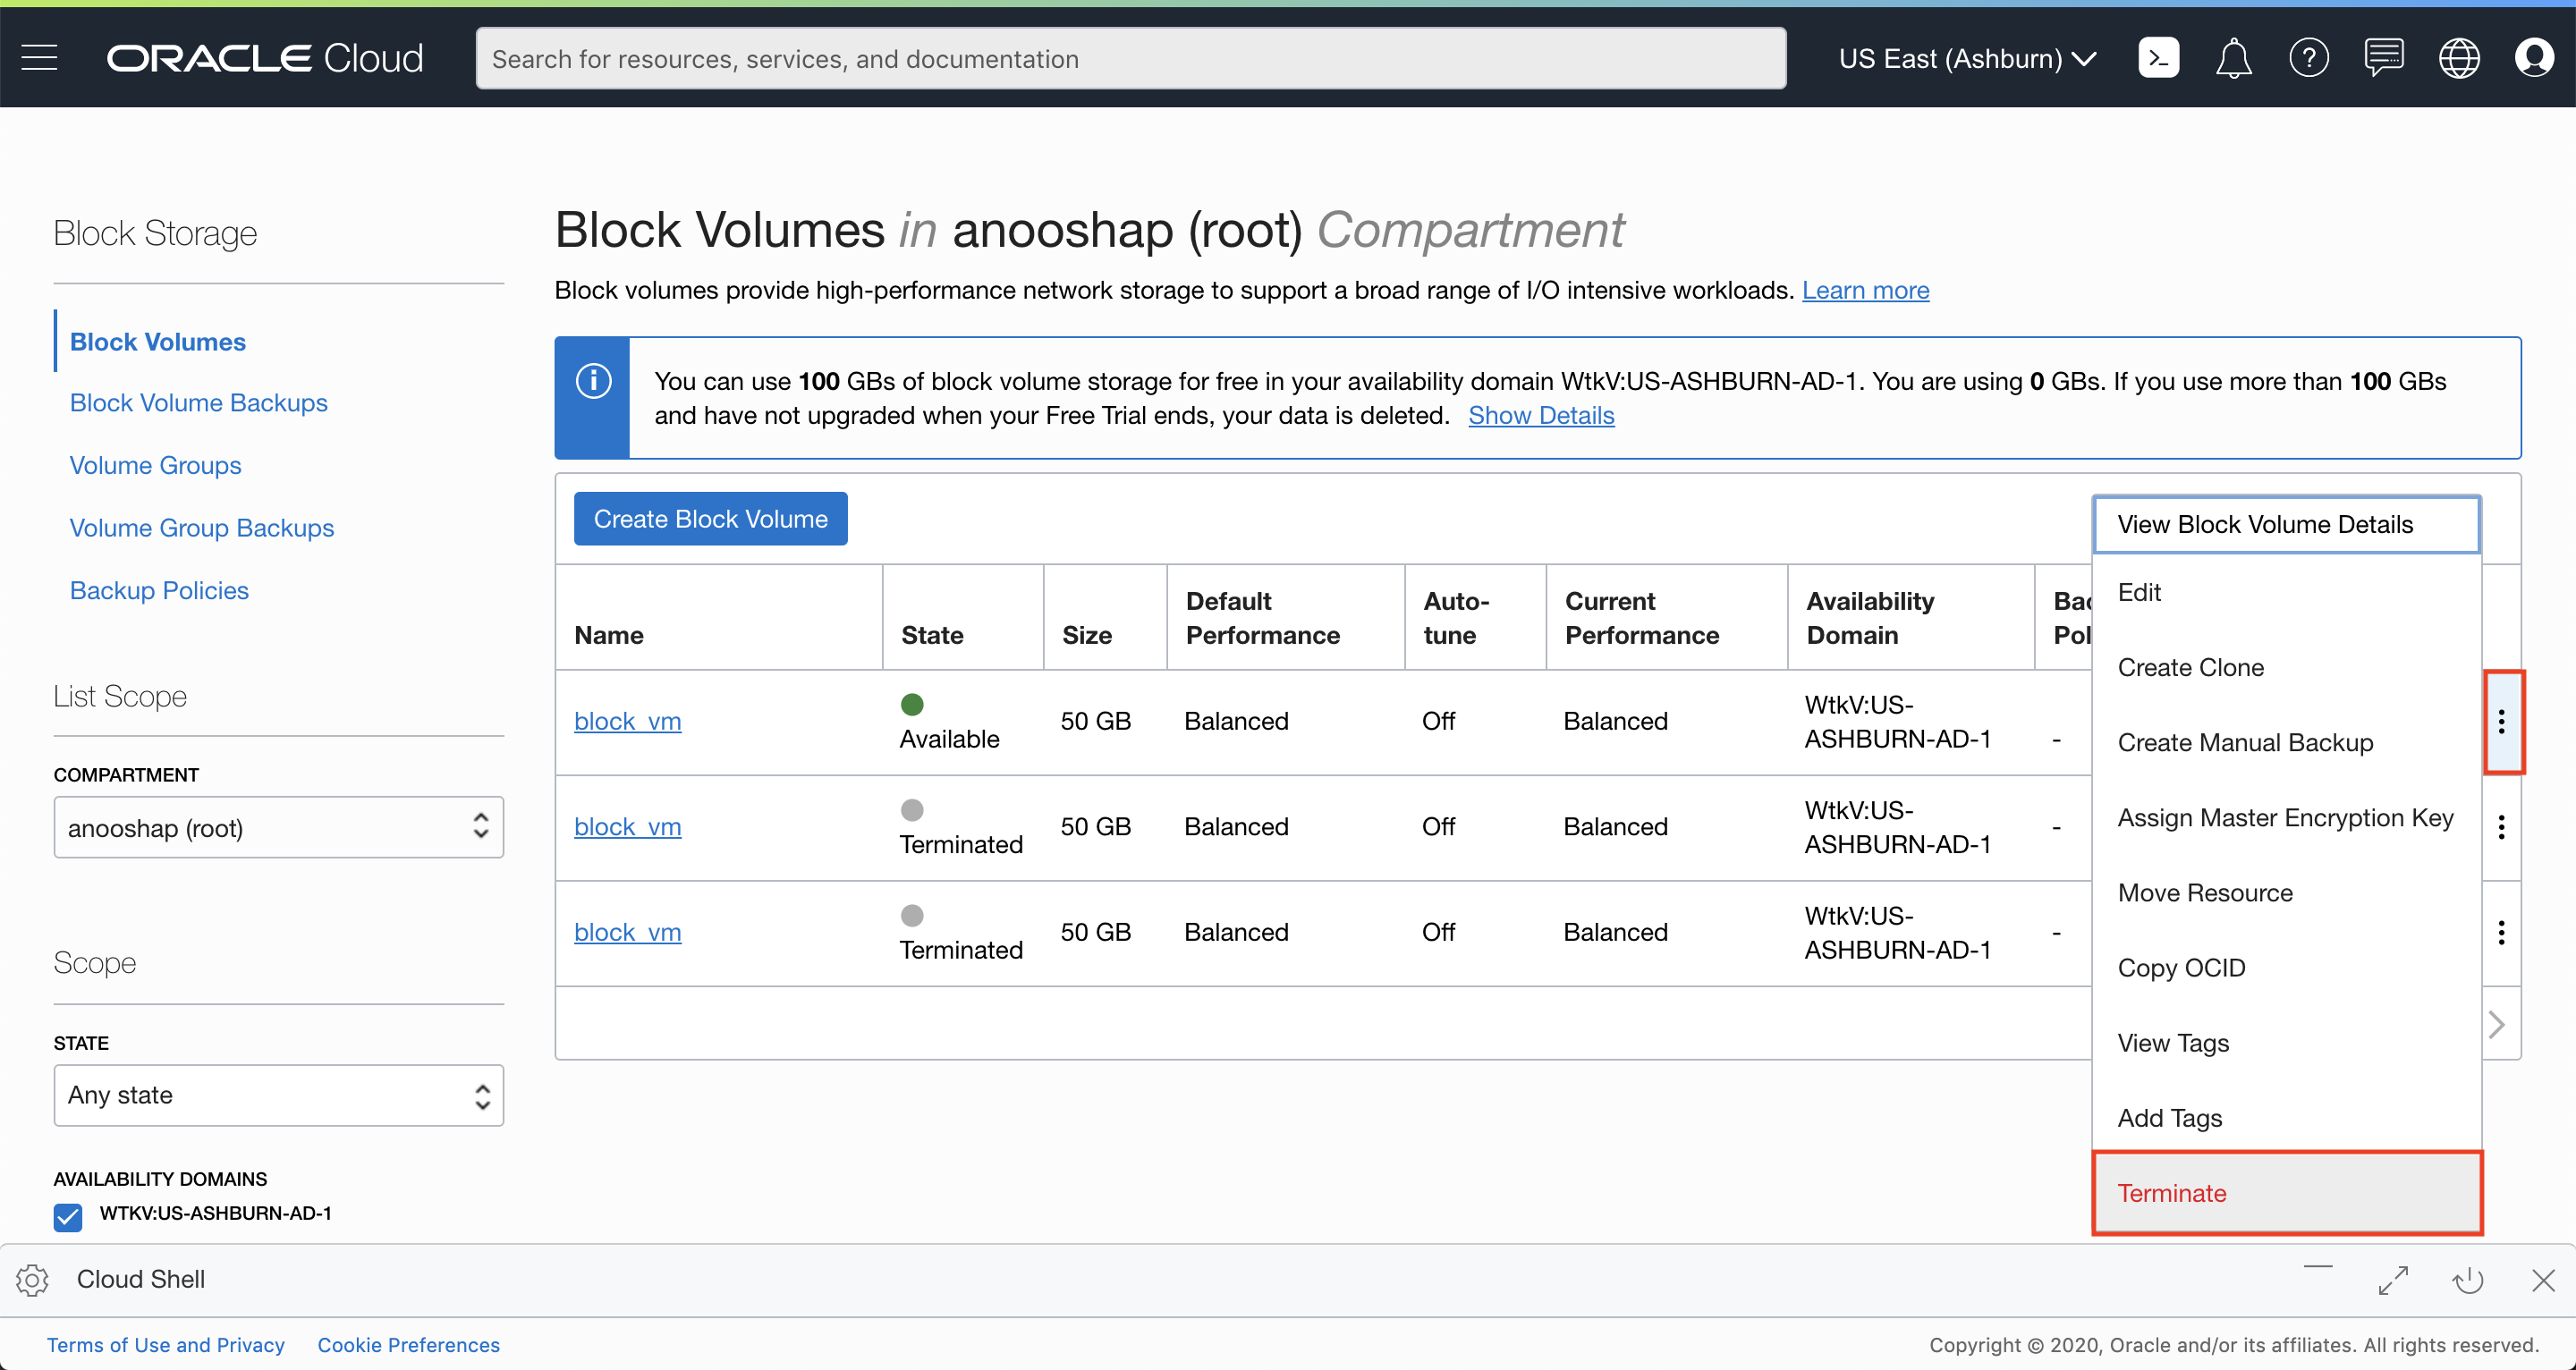 ORACLE Cloud
Search for resources, services, and documentation
US East (Ashburn)
Block Storage
Block Volumes
Block Volume Backups
Volume Groups
Volume Group Backups
Backup Policies
List Scope
COMPARTMENT
anooshap (root)
Scope
STATE
Any state
AVAILABILITY DOMAINS
WTKV:US-ASHBURN-AD-1
Block Volumes in anooshap (root) Compartment
Block volumes provide high-performance network storage to support a broad range of I/O intensive workloads. Learn more
You can use 100 GBs of block volume storage for free in your availability domain WtkV:US-ASHBURN-AD-1. You are using 0 GBs. If you use more than 100 GBs
and have not upgraded when your Free Trial ends, your data is deleted. Show Details
Create Block Volume
Name State Size Default Performance Auto-tune Current Performance Availability Domain
block_vm Available 50 GB Balanced Off Balanced WtkV:US-ASHBURN-AD-1 -
block_vm Terminated 50 GB Balanced Off Balanced WtkV:US-ASHBURN-AD-1 -
block_vm Terminated 50 GB Balanced Off Balanced WtkV:US-ASHBURN-AD-1 -
View Block Volume Details
Edit
Create Clone
Create Manual Backup
Assign Master Encryption Key
Move Resource
Copy OCID
View Tags
Add Tags
Terminate
Cloud Shell
Terms of Use and Privacy Cookie Preferences
Copyright © 2020, Oracle and/or its affiliates. All rights reserved.